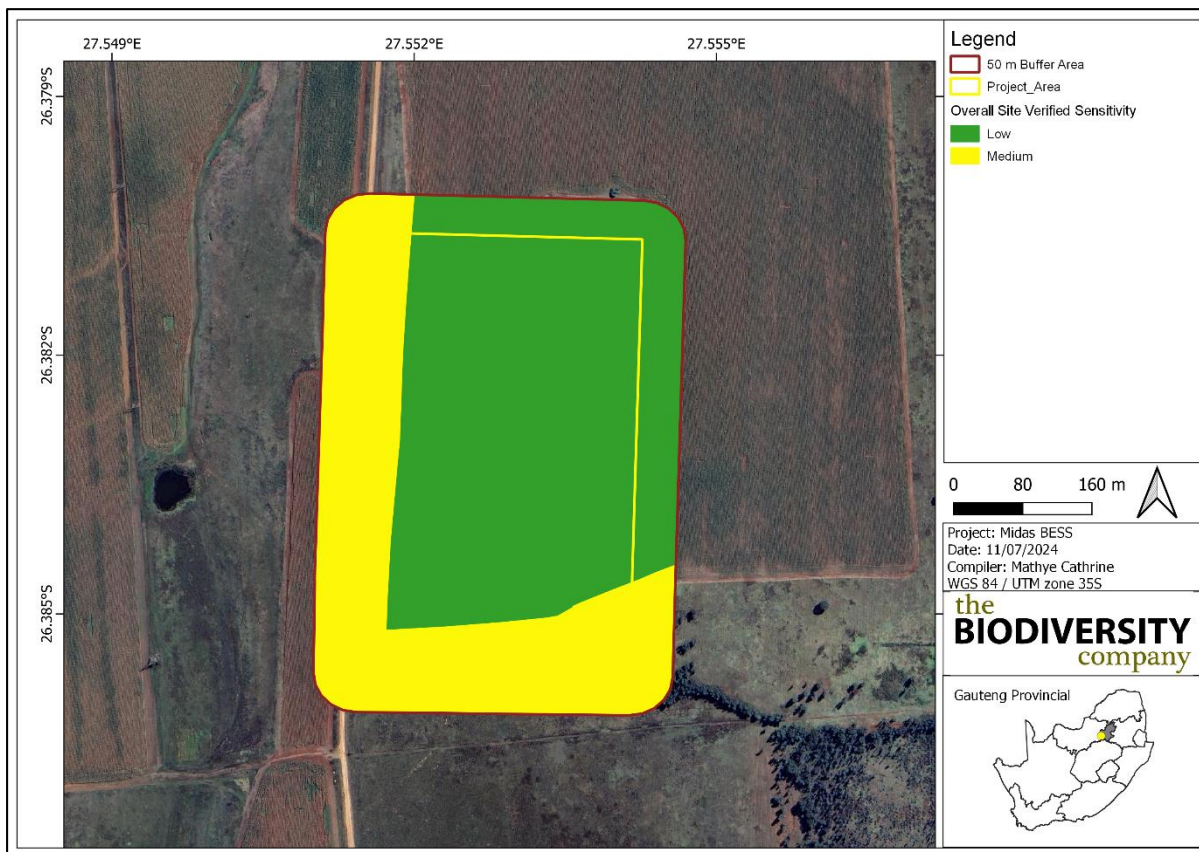 27.549°E
27.552°E
27.555°E
26.379°S
26.382°S
26.385°S
Legend
50 m Buffer Area
Project_Area
Overall Site Verified Sensitivity
Low
Medium
0 80 160 m
Project: Midas BESS
Date: 11/07/2024
Compiler: Mathye Cathrine
WGS 84 / UTM zone 35S
the
BIODIVERSITY
company
Gauteng Provincial